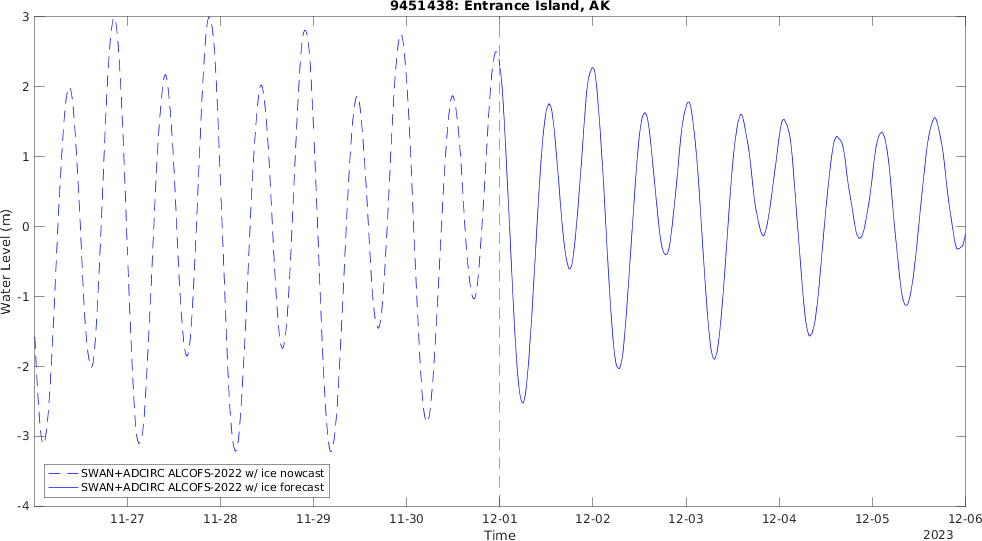 9451438: Entrance Island, AK
3
2
1
0
-1
-2
-3
-4
Water Level (m)
SWAN+ADCIRC ALCOFS-2022 w/ ice nowcast
SWAN+ADCIRC ALCOFS-2022 w/ ice forecast
11-27 11-28 11-29 11-30 12-01 12-02 12-03 12-04 12-05 12-06
Time
2023